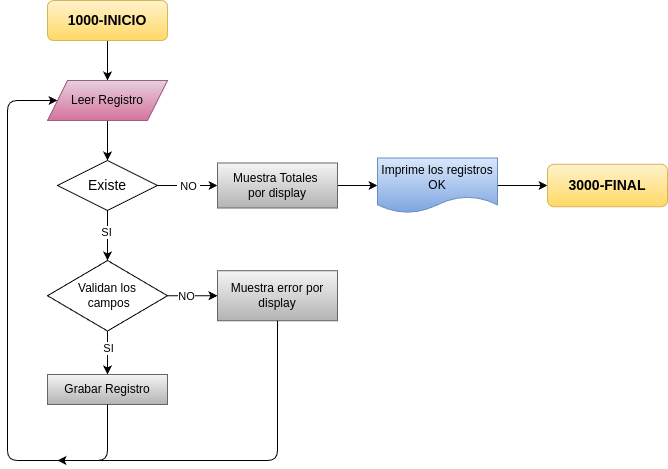 1000-INICIO
Leer Registro
Existe
NO
Muestra Totales
por display
Imprime los registros
OK
3000-FINAL
SI
Validan los
campos
NO
Muestra error por
display
SI
Grabar Registro